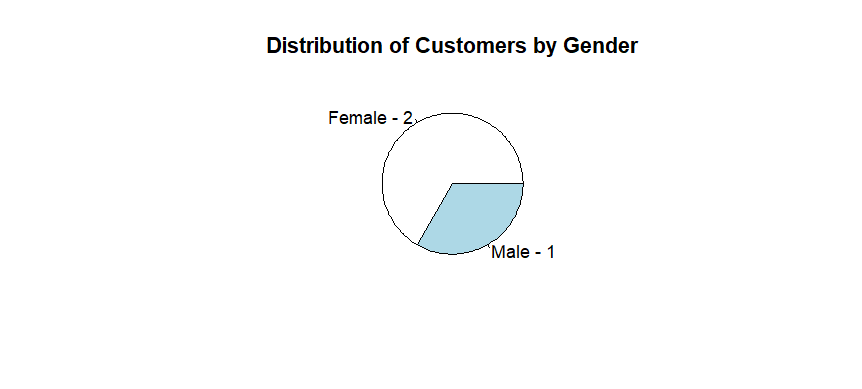 Distribution of Customers by Gender
Female - 2
Male - 1